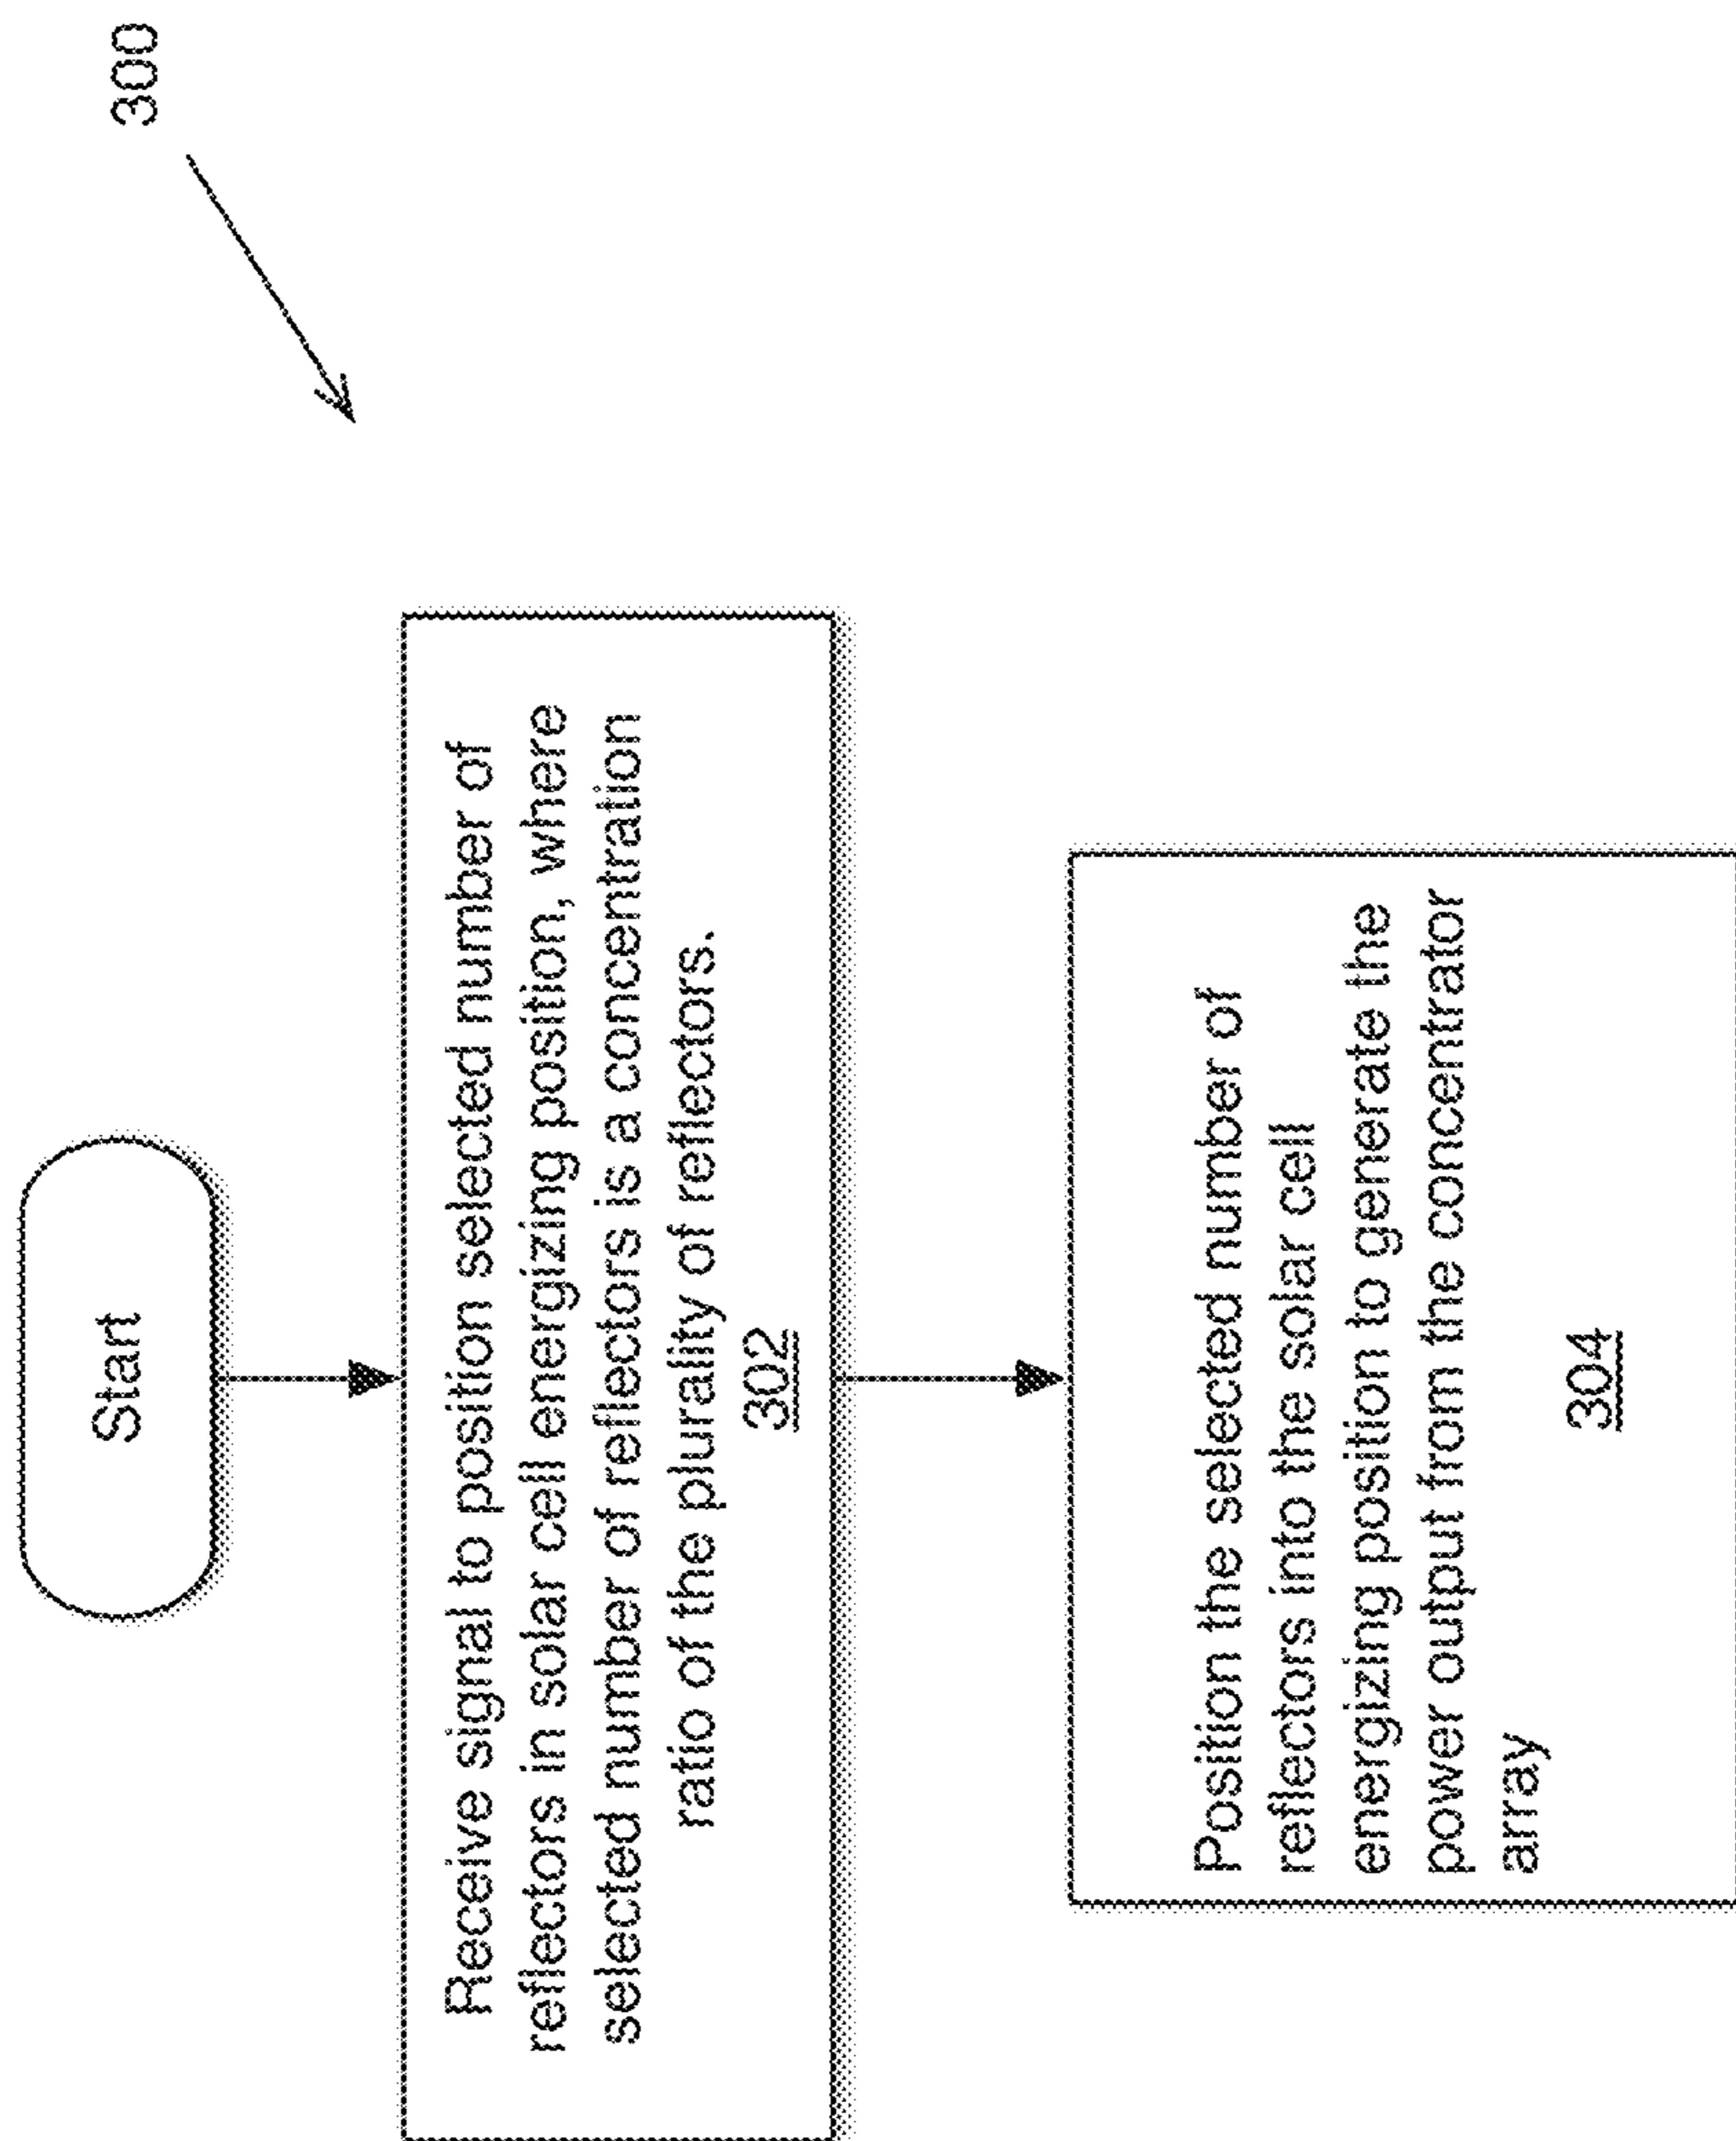 300
Start
Receive signal to position selected number of
reflectors in solar cell energizing position, where
selected number of reflectors is a concentration
ratio of the plurality of reflectors.
302
Position the selected number of
reflectors into the solar cell
energizing position to generate the
power output from the concentrator
array
304